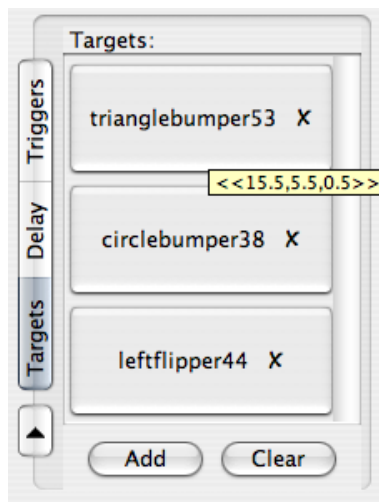 Targets:
Triggers
trianglebumper53 ✘
<<15.5,5.5,0.5>>
Delay
circlebumper38 ✘
Targets
leftflipper44 ✘
Add
Clear